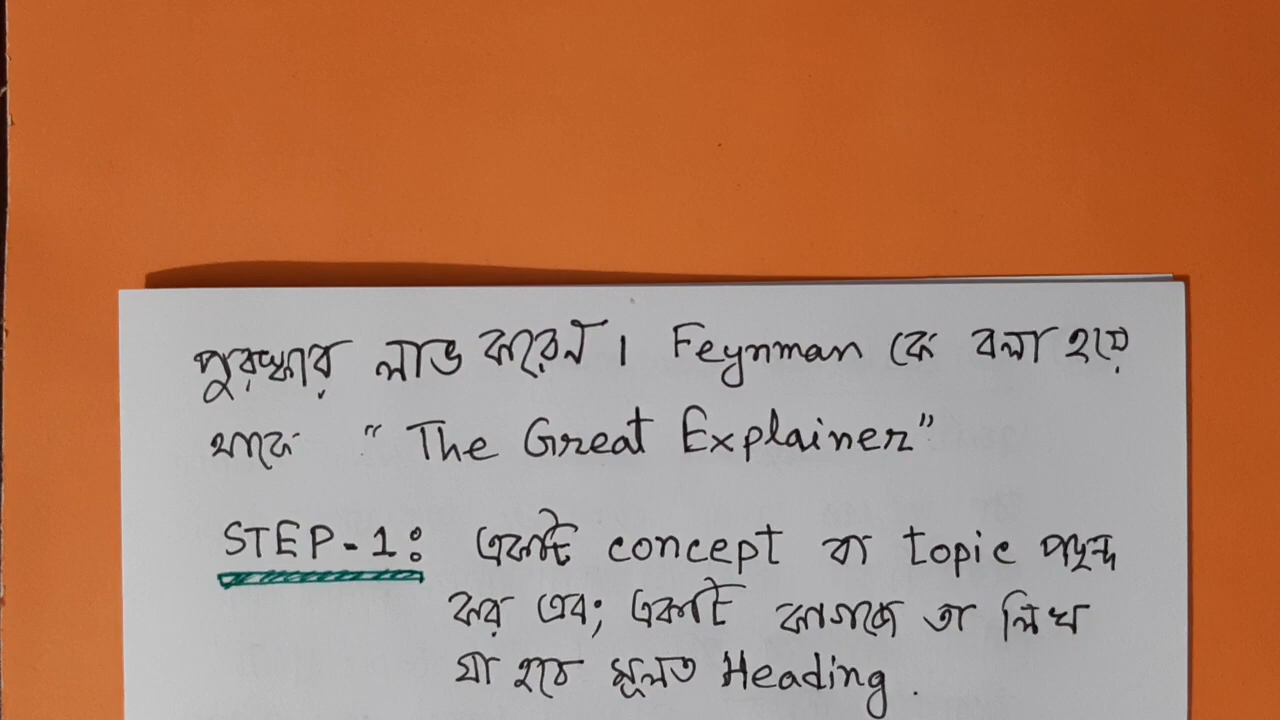 পুরষ্কার লাভ করেন। Feynman কে বলা হয়ে
থাকে "The Great Explainer"
STEP-1: একটি concept বা topic পছন্দ
কর এবং একটি কাগজে তা লিখ
যা হবে মূলত Heading.